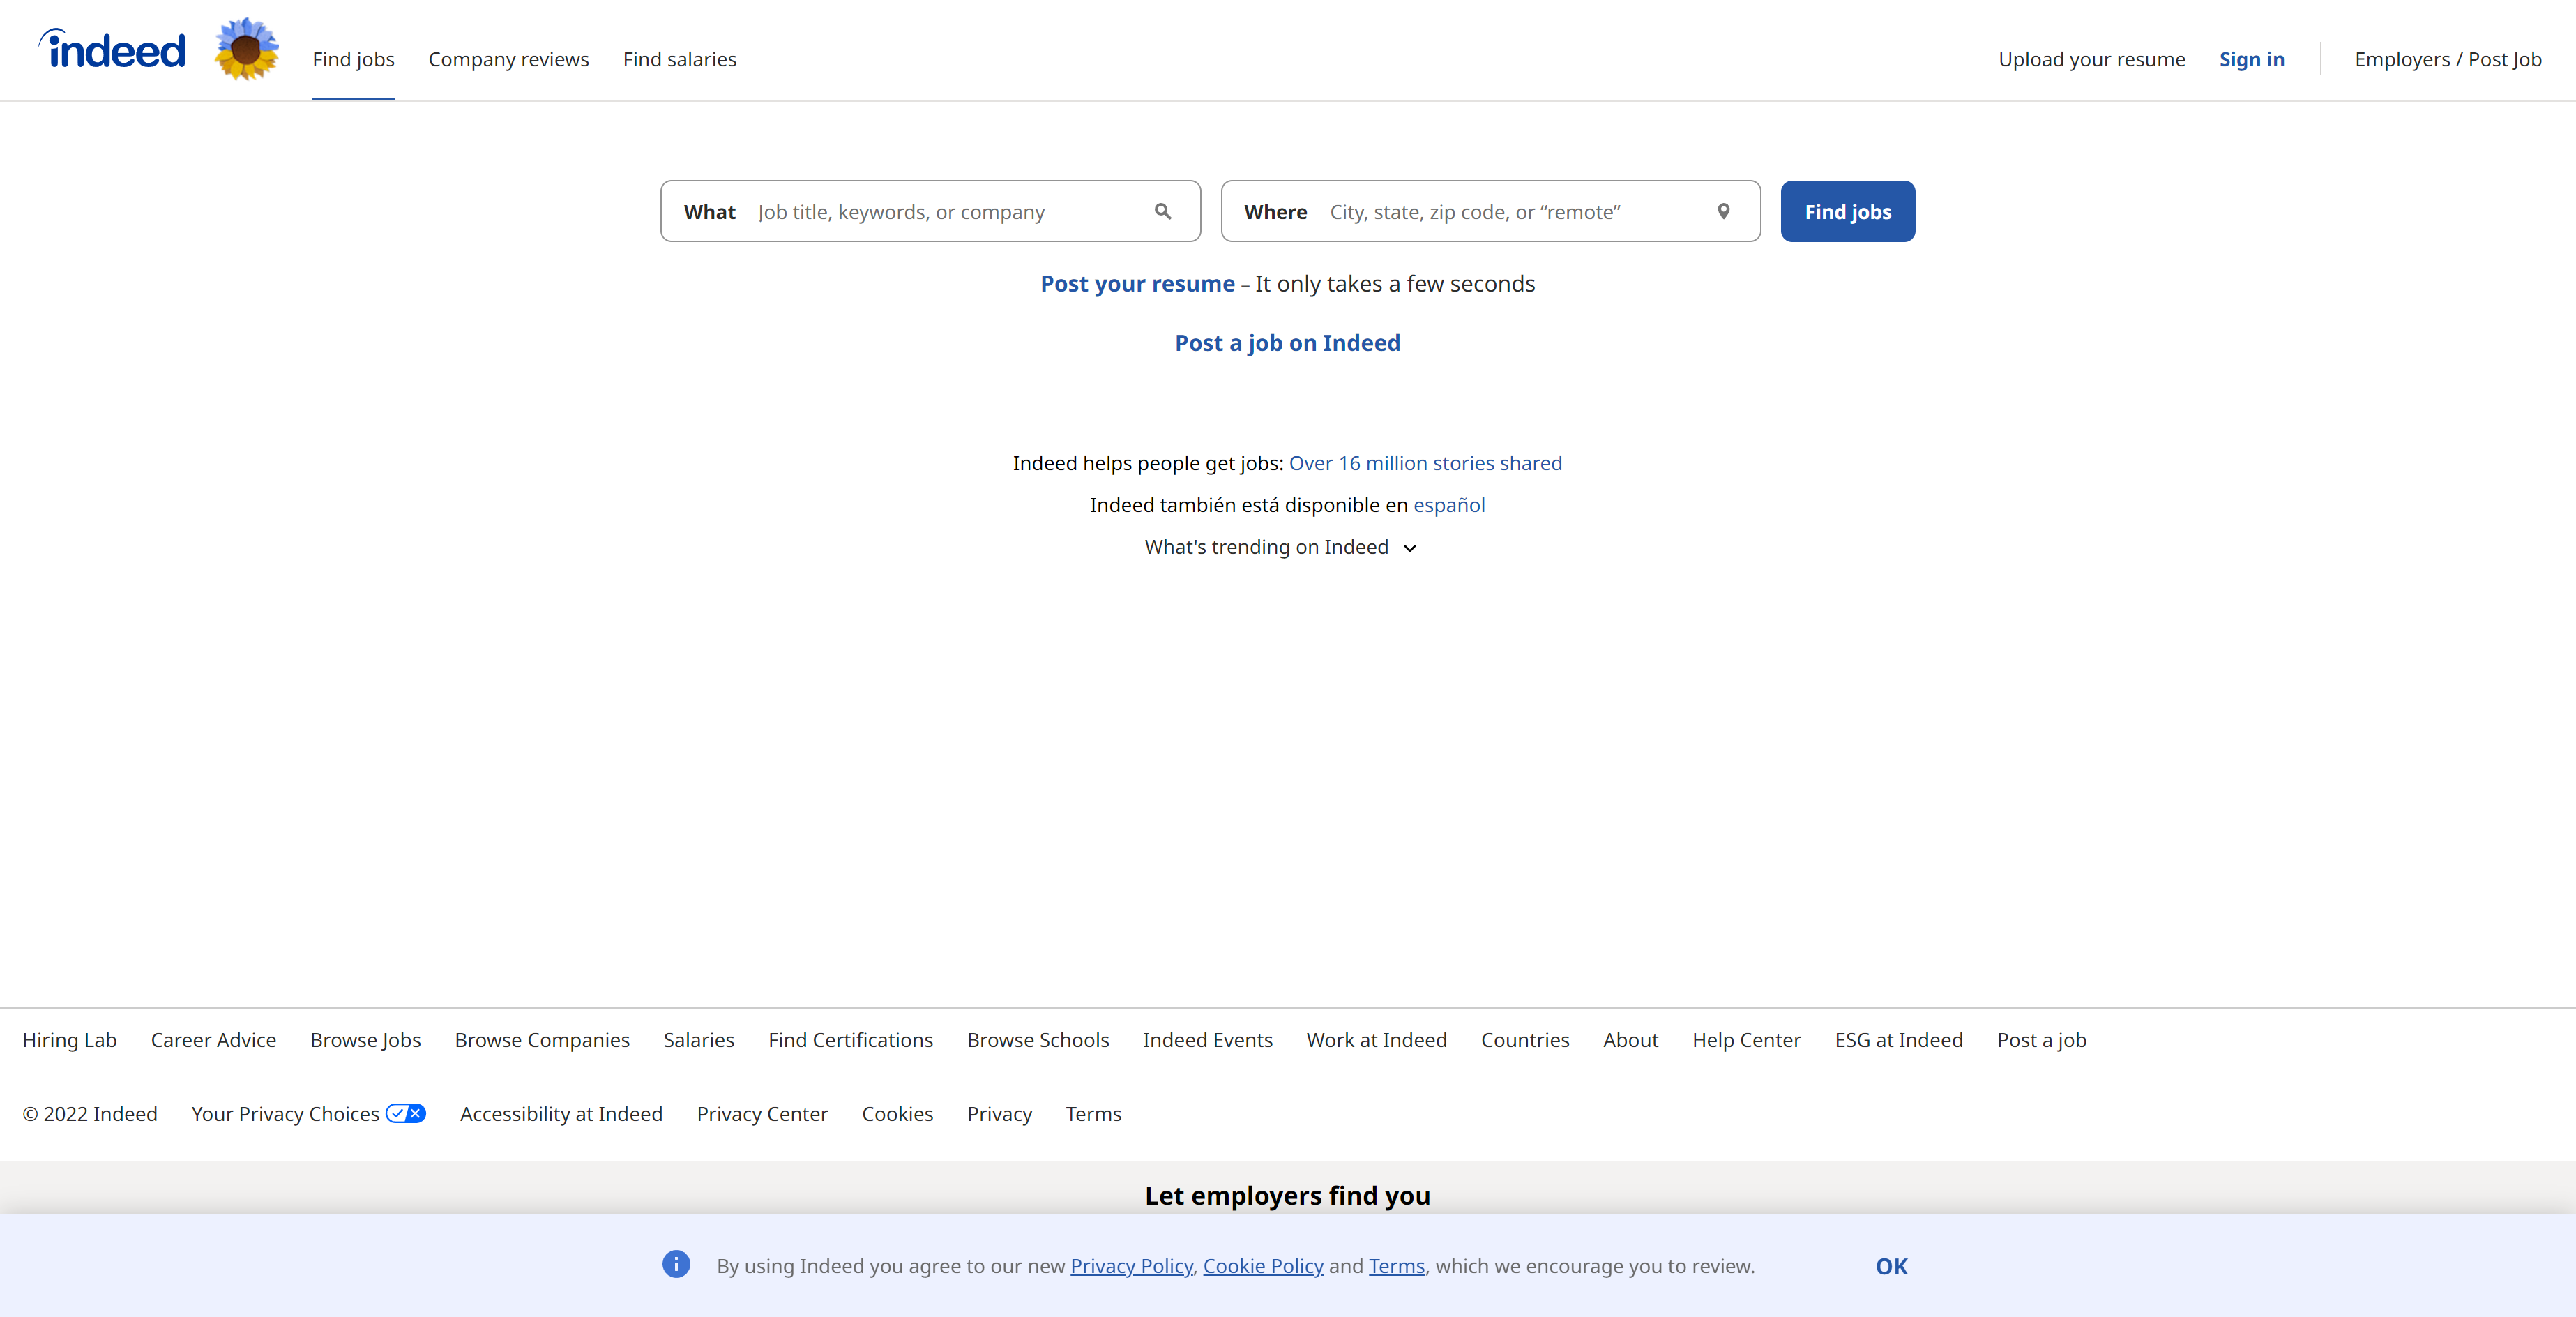 indeed
Find jobs Company reviews Find salaries Upload your resume Sign in Employers / Post Job
What Job title, keywords, or company Where City, state, zip code, or “remote” Find jobs
Post your resume – It only takes a few seconds
Post a job on Indeed
Indeed helps people get jobs: Over 16 million stories shared
Indeed también está disponible en español
What's trending on Indeed
Hiring Lab Career Advice Browse Jobs Browse Companies Salaries Find Certifications Browse Schools Indeed Events Work at Indeed Countries About Help Center ESG at Indeed Post a job
© 2022 Indeed Your Privacy Choices Accessibility at Indeed Privacy Center Cookies Privacy Terms
Let employers find you
By using Indeed you agree to our new Privacy Policy, Cookie Policy and Terms, which we encourage you to review. OK